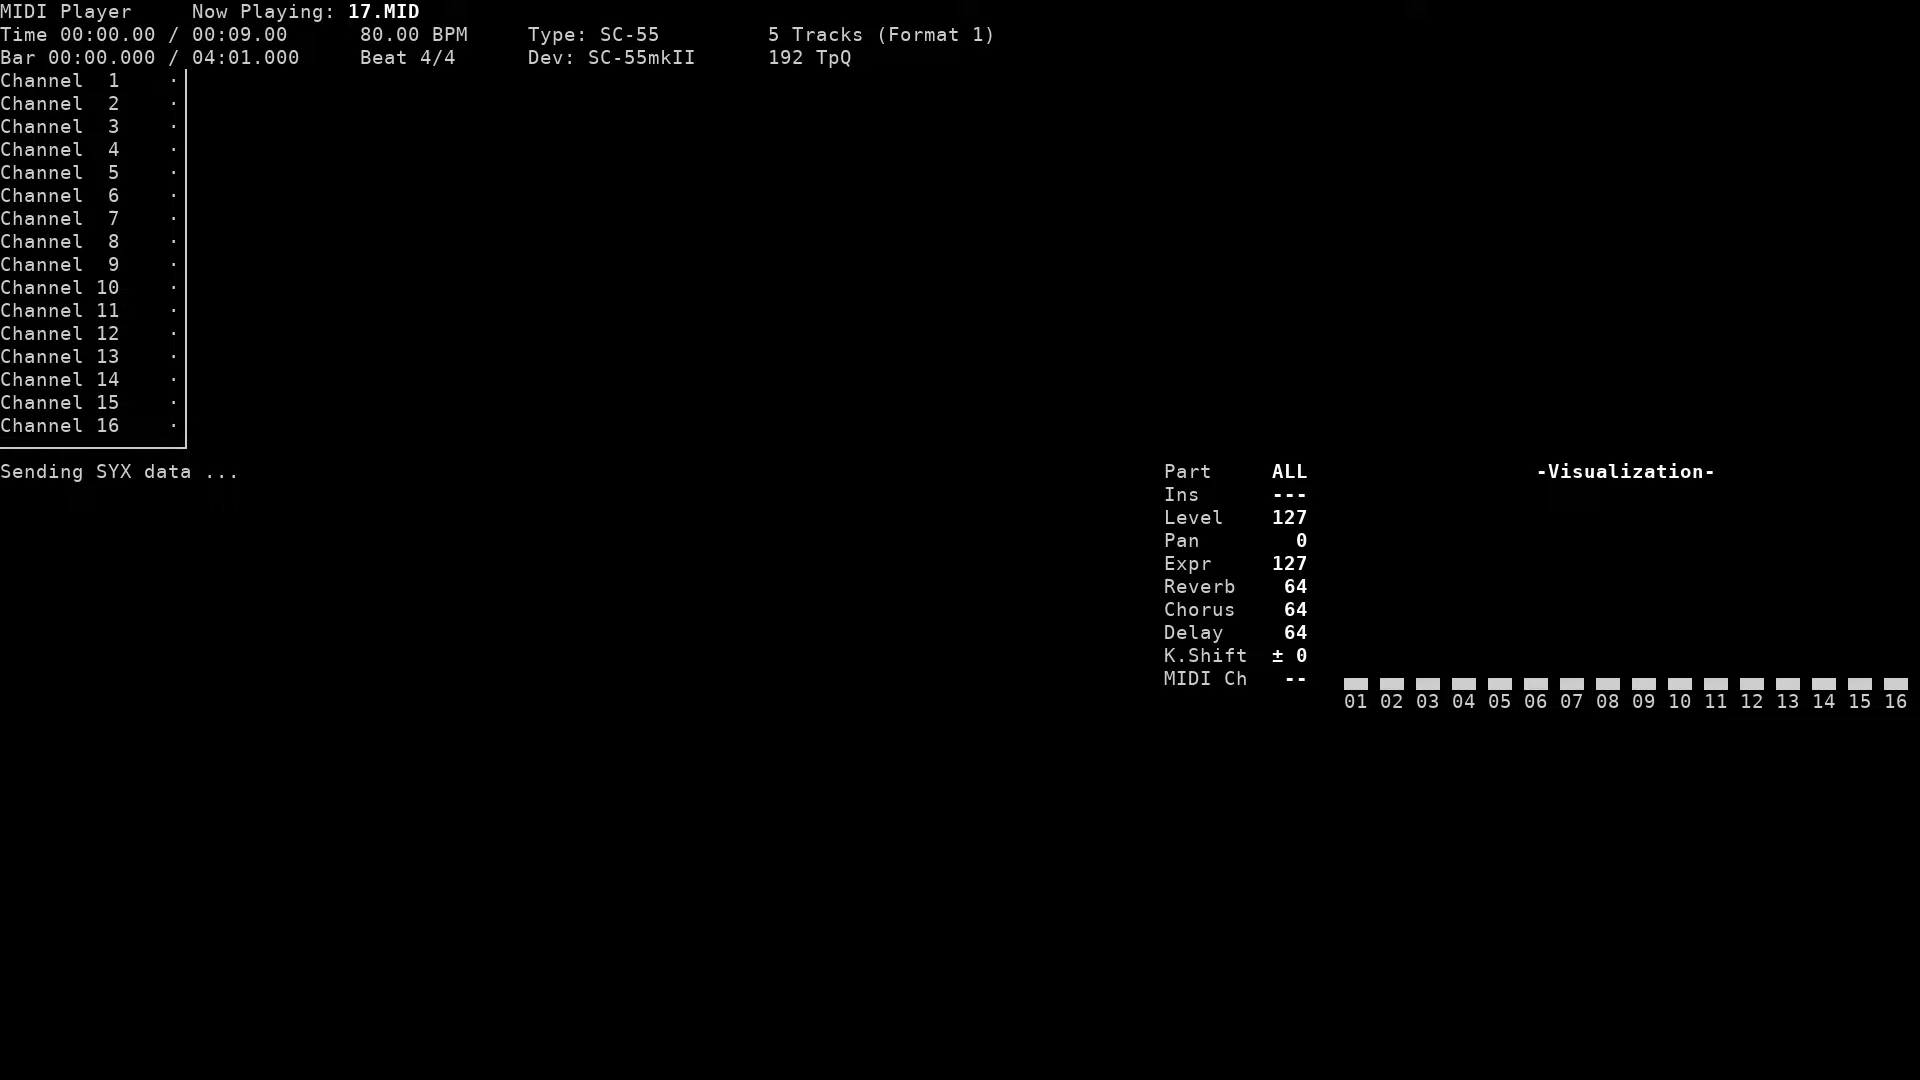 MIDI Player     Now Playing: 17.MID
Time 00:00.00 / 00:09.00      80.00 BPM     Type: SC-55         5 Tracks (Format 1)
Bar 00:00.000 / 04:01.000     Beat 4/4      Dev: SC-55mkII      192 TpQ
Channel  1    ·
Channel  2    ·
Channel  3    ·
Channel  4    ·
Channel  5    ·
Channel  6    ·
Channel  7    ·
Channel  8    ·
Channel  9    ·
Channel 10    ·
Channel 11    ·
Channel 12    ·
Channel 13    ·
Channel 14    ·
Channel 15    ·
Channel 16    ·
Sending SYX data ...
Part     ALL
Ins      ---
Level    127
Pan        0
Expr     127
Reverb    64
Chorus    64
Delay     64
K.Shift  ± 0
MIDI Ch   --
-Visualization-
01 02 03 04 05 06 07 08 09 10 11 12 13 14 15 16